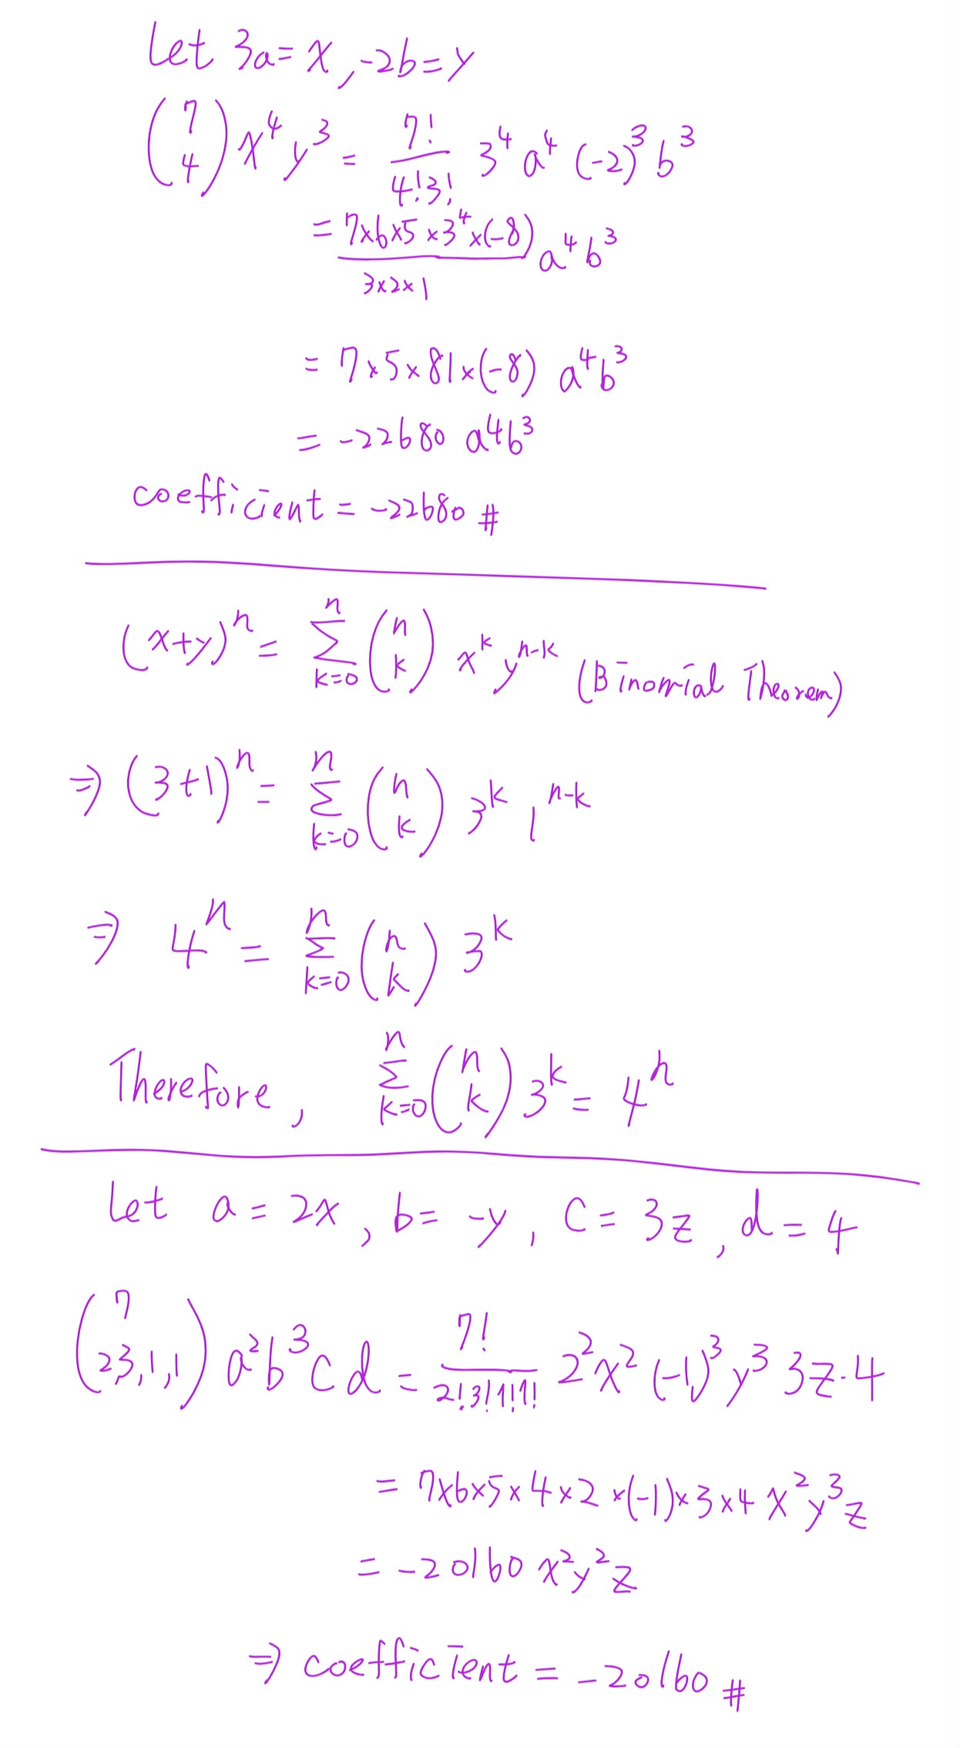 let 3a = x, -2b = y
(7 4) x^4 y^3 = 7!/4!3! 3^4 a^4 (-2)^3 b^3
= 7×6×5×3^4×(-8)/3×2×1 a^4 b^3
= 7×5×81×(-8) a^4 b^3
= -22680 a^4 b^3
coefficient = -22680 #
(x+y)^n = Σ_{k=0}^{n} (n k) x^k y^{n-k} (Binomial Theorem)
⇒ (3+1)^n = Σ_{k=0}^{n} (n k) 3^k 1^{n-k}
⇒ 4^n = Σ_{k=0}^{n} (n k) 3^k
Therefore, Σ_{k=0}^{n} (n k) 3^k = 4^n
let a = 2x, b = -y, c = 3z, d = 4
(7 23,1,1) a^2 b^3 c d = 7!/2!3!1!1! 2^2 x^2 (-1)^3 y^3 3z·4
= 7×6×5×4×2×(-1)×3×4 x^2 y^3 z
= -20160 x^2 y^2 z
⇒ coefficient = -20160 #